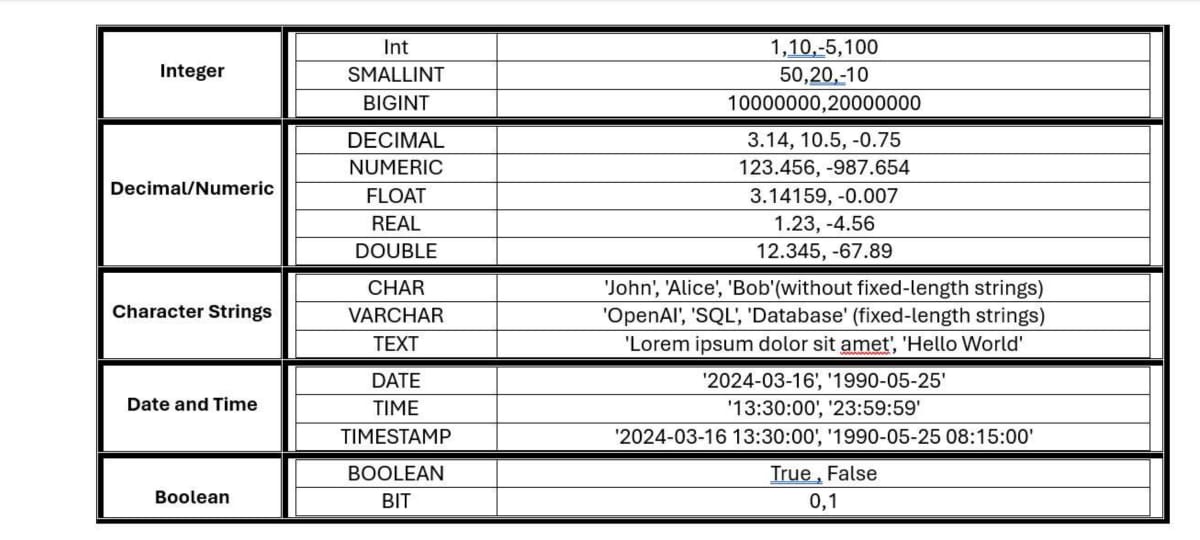 Integer
Int 1,10,-5,100
SMALLINT 50,20,-10
BIGINT 10000000,20000000
Decimal/Numeric
DECIMAL 3.14, 10.5, -0.75
NUMERIC 123.456, -987.654
FLOAT 3.14159, -0.007
REAL 1.23, -4.56
DOUBLE 12.345, -67.89
Character Strings
CHAR 'John', 'Alice', 'Bob'(without fixed-length strings)
VARCHAR 'OpenAI', 'SQL', 'Database' (fixed-length strings)
TEXT 'Lorem ipsum dolor sit amet', 'Hello World'
Date and Time
DATE '2024-03-16', '1990-05-25'
TIME '13:30:00', '23:59:59'
TIMESTAMP '2024-03-16 13:30:00', '1990-05-25 08:15:00'
Boolean
BOOLEAN True , False
BIT 0,1